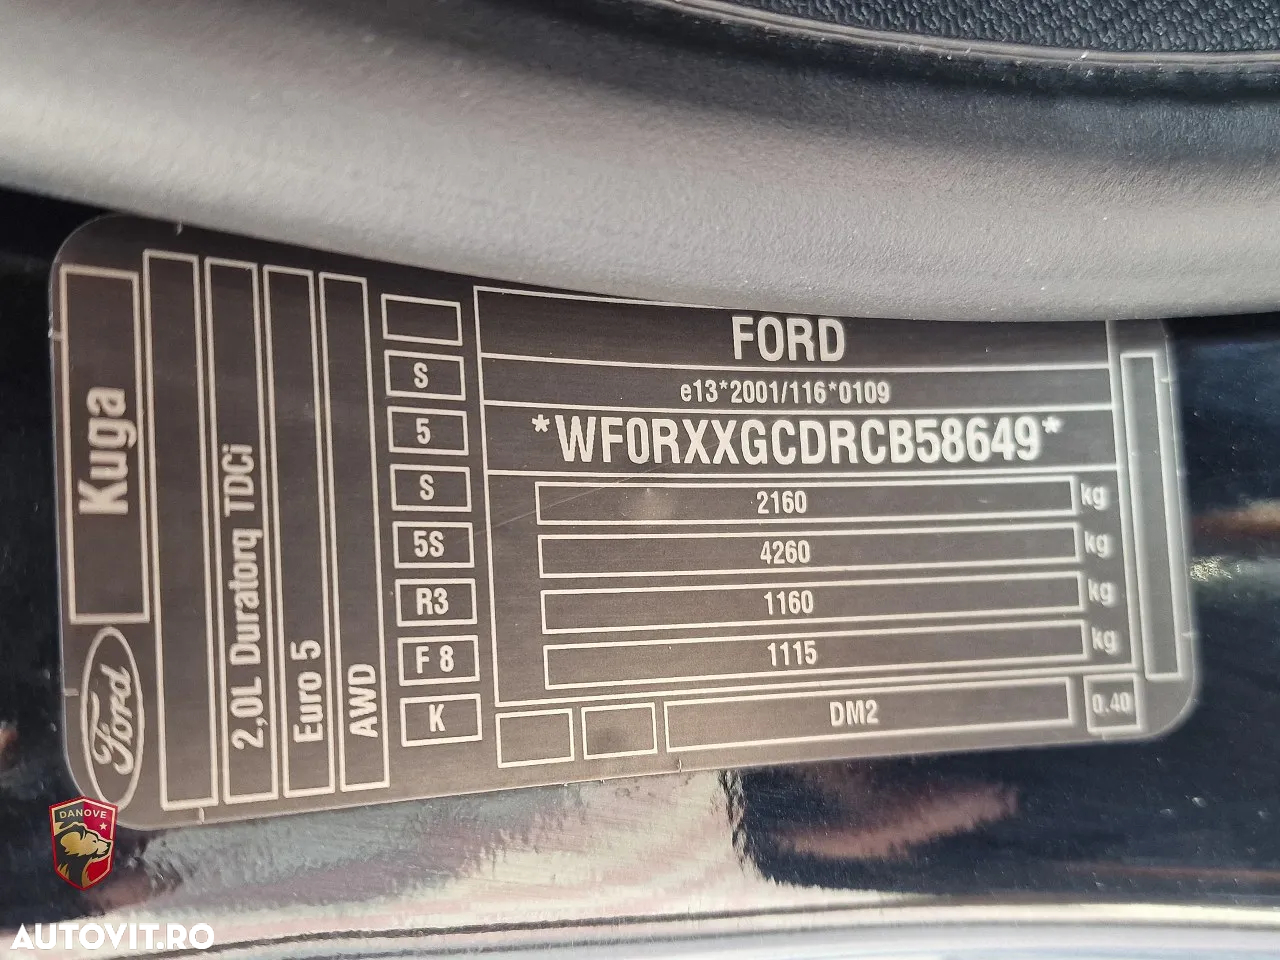 Kuga
Ford
2,0L Duratorq TDCi
Euro 5
AWD
S
5
S
5S
R3
F 8
K
FORD
e13*2001/116*0109
*WF0RXXGCDRCB58649*
2160 kg
4260 kg
1160 kg
1115 kg
DM2
0.40
DANOVE
AUTOVIT.RO